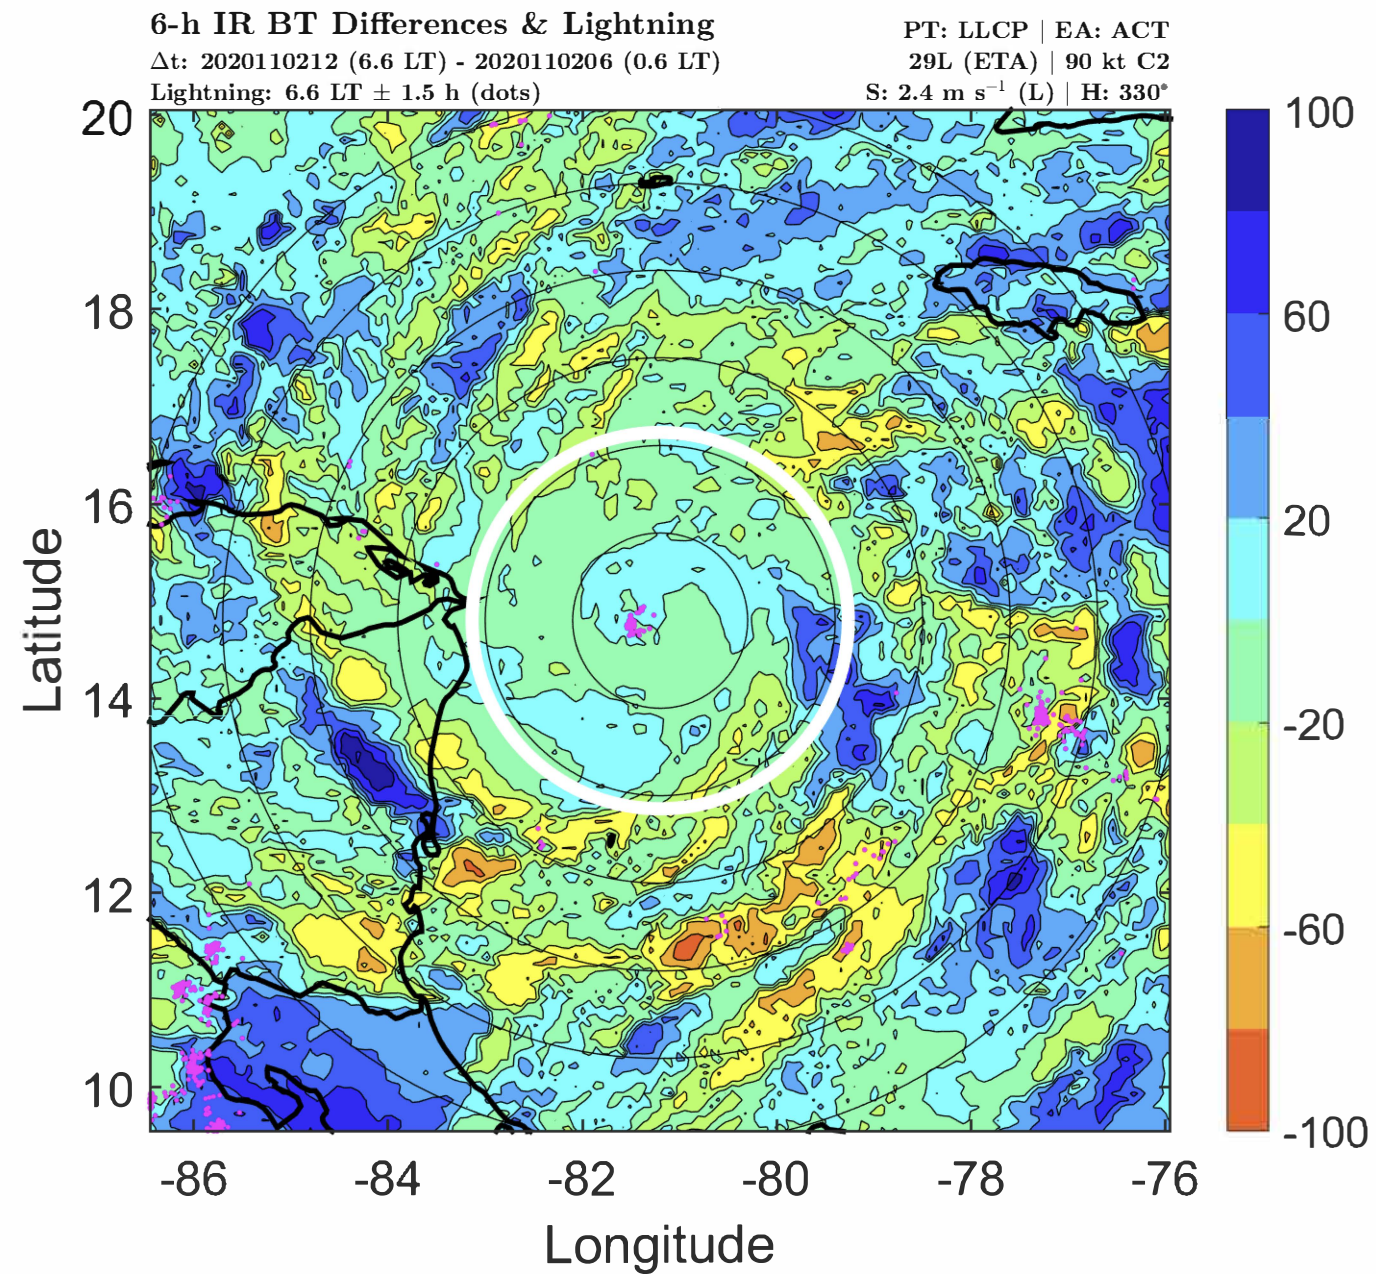 6-h IR BT Differences & Lightning
PT: LLCP | EA: ACT
Δt: 2020110212 (6.6 LT) - 2020110206 (0.6 LT)
29L (ETA) | 90 kt C2
Lightning: 6.6 LT ± 1.5 h (dots)
S: 2.4 m s⁻¹ (L) | H: 330°
20
18
16
14
12
10
Latitude
-86
-84
-82
-80
-78
-76
Longitude
100
60
20
-20
-60
-100